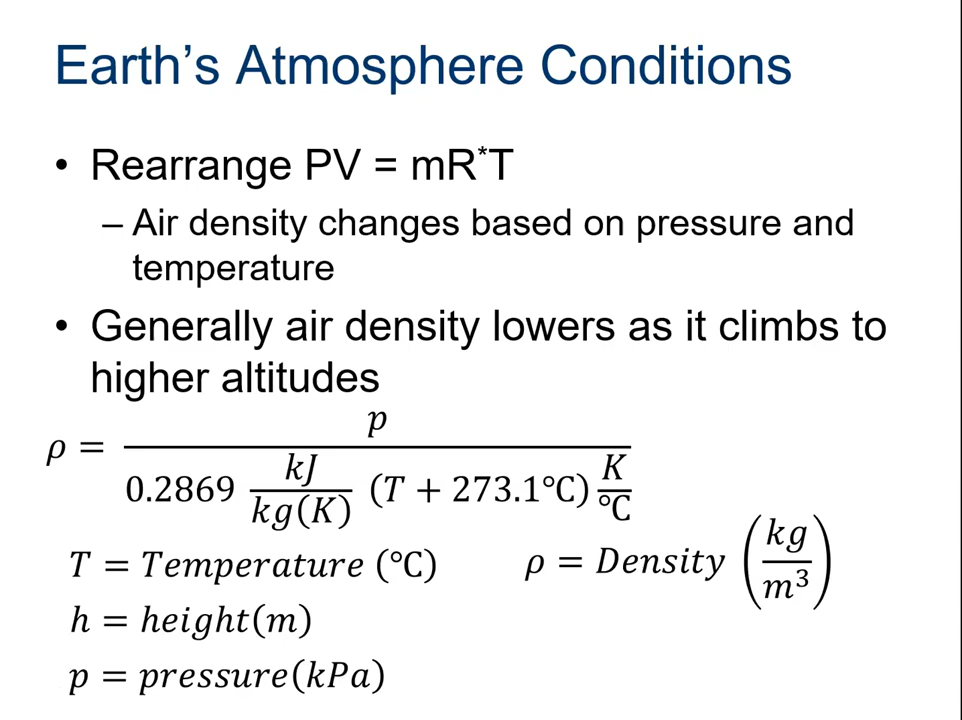 Earth's Atmosphere Conditions
• Rearrange PV = mR*T
– Air density changes based on pressure and
temperature
• Generally air density lowers as it climbs to
higher altitudes
ρ = p / (0.2869 kJ/kg(K) (T + 273.1℃) K/℃)
T = Temperature (℃)
ρ = Density (kg/m³)
h = height(m)
p = pressure(kPa)